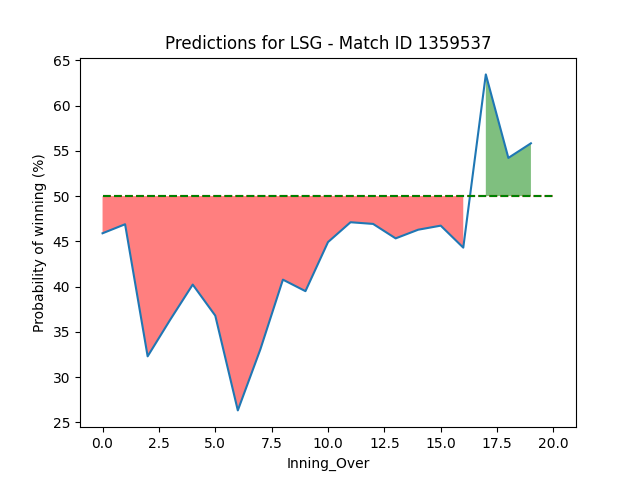 Predictions for LSG - Match ID 1359537
Probability of winning (%)
65
60
55
50
45
40
35
30
25
0.0 2.5 5.0 7.5 10.0 12.5 15.0 17.5 20.0
Inning_Over